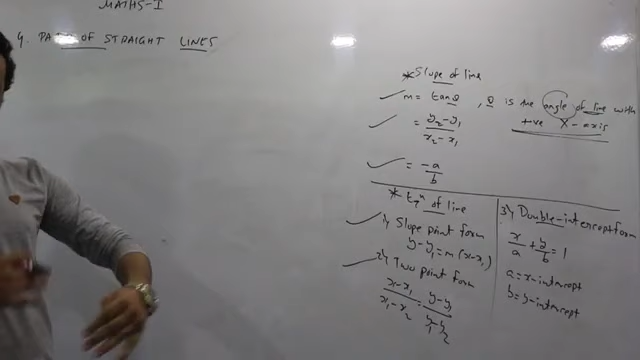 MATHS-I
4. PAIR OF STRAIGHT LINES
* Slope of line
m = tanθ , θ is the angle of line with
+ve X-axis
= y₂-y₁ / x₂-x₁
= -a / b
* Eqⁿ of line
1) Slope point form
y-y₁ = m(x-x₁)
2) Two point form
x-x₁ / x₁-x₂ = y-y₁ / y₁-y₂
3) Double-intercept form
x/a + y/b = 1
a = x-intercept
b = y-intercept